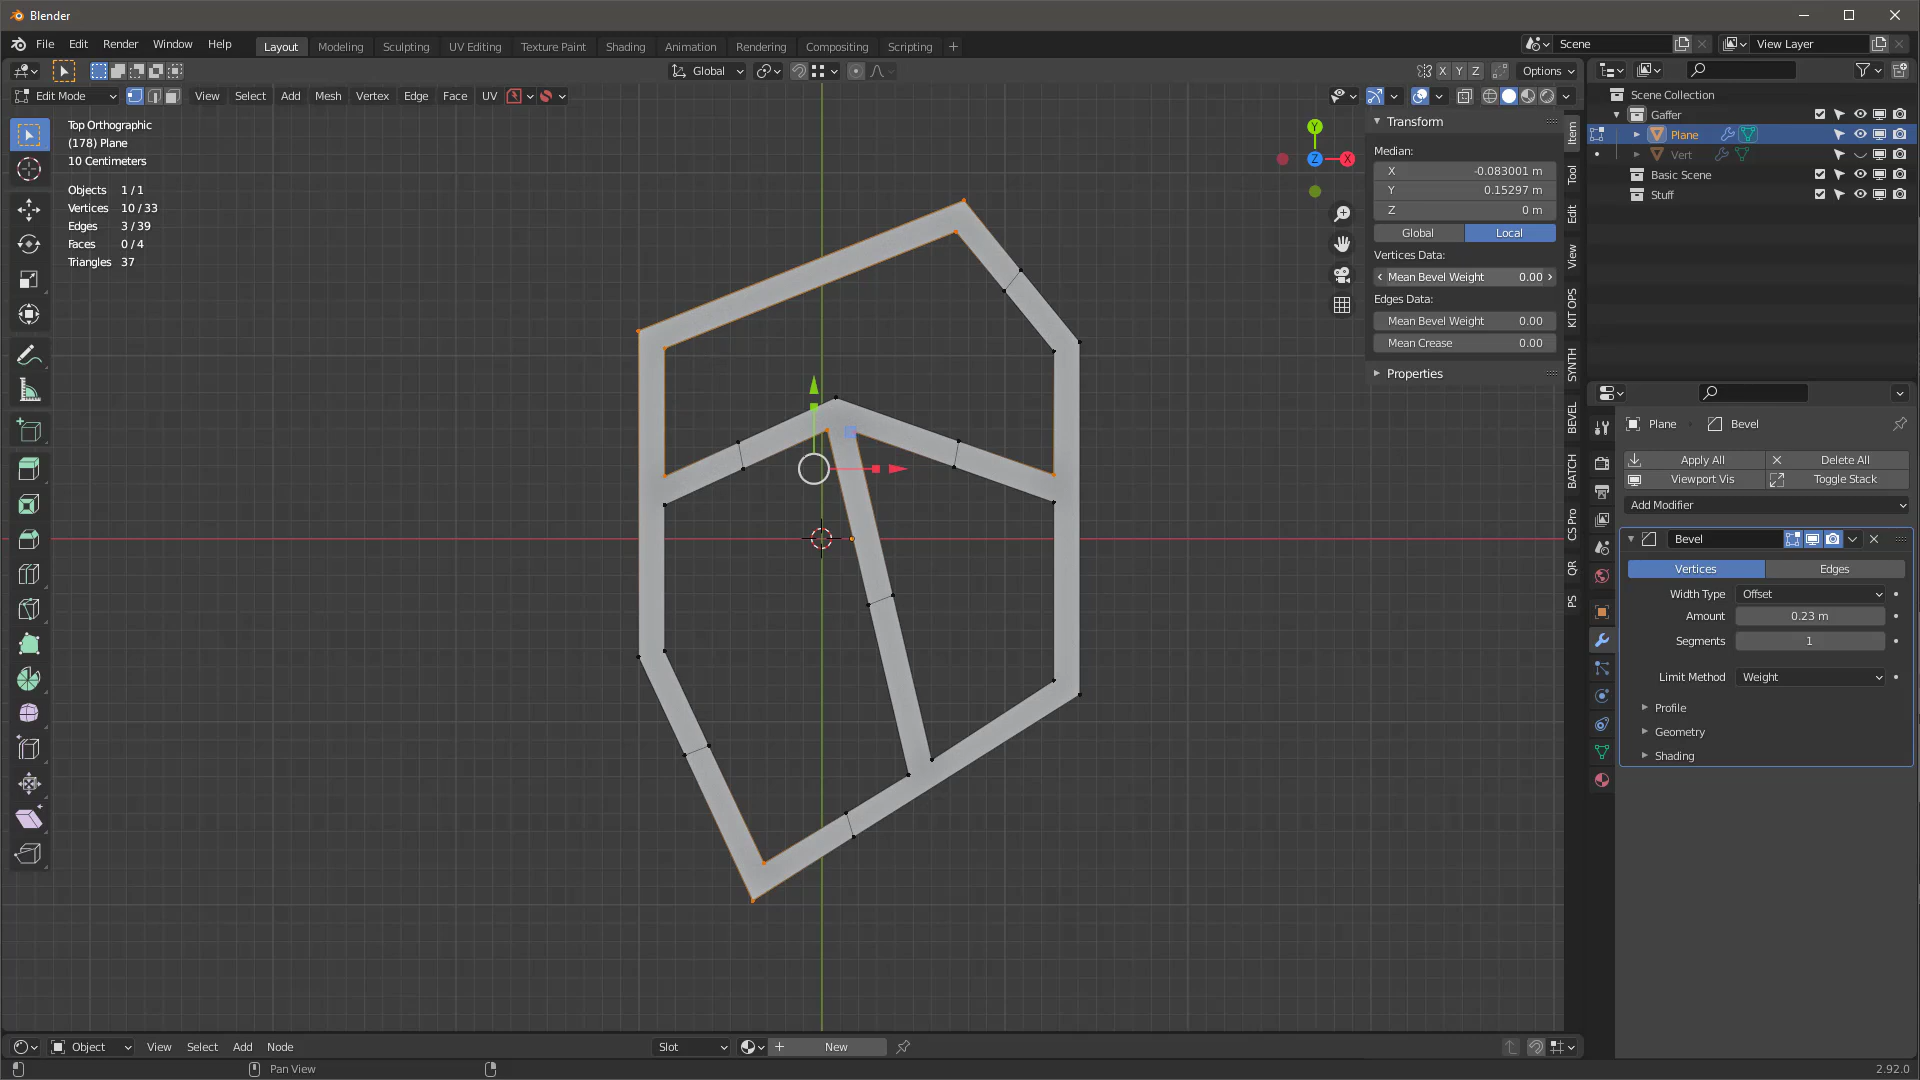 Blender
File Edit Render Window Help Layout Modeling Sculpting UV Editing Texture Paint Shading Animation Rendering Compositing Scripting + Scene View Layer
Global X Y Z Options
Edit Mode View Select Add Mesh Vertex Edge Face UV
Scene Collection
Gaffer
Plane
Vert
Basic Scene
Stuff
Top Orthographic
(178) Plane
10 Centimeters
Objects 1 / 1
Vertices 10 / 33
Edges 3 / 39
Faces 0 / 4
Triangles 37
Y
Z X
Transform
Median:
X -0.083001 m
Y 0.15297 m
Z 0 m
Global Local
Vertices Data:
Mean Bevel Weight 0.00
Edges Data:
Mean Bevel Weight 0.00
Mean Crease 0.00
Properties
Item
Tool
Edit
View
KIT OPS
SYNTH
BEVEL
BATCH
CS Pro
QR
PS
Plane Bevel
Apply All Delete All
Viewport Vis Toggle Stack
Add Modifier
Bevel
Vertices Edges
Width Type Offset
Amount 0.23 m
Segments 1
Limit Method Weight
Profile
Geometry
Shading
Object View Select Add Node Slot + New
Pan View 2.92.0